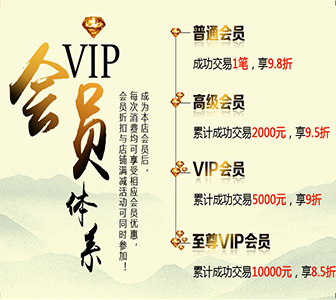 VIP
会员
体系
成为本店会员后，
每次消费均可享受相应会员优惠，
会员折扣与店铺满减活动可同时参加！
普通会员
成功交易1笔，享9.8折
高级会员
累计成功交易2000元，享9.5折
VIP会员
累计成功交易5000元，享9折
至尊VIP会员
累计成功交易10000元，享8.5折